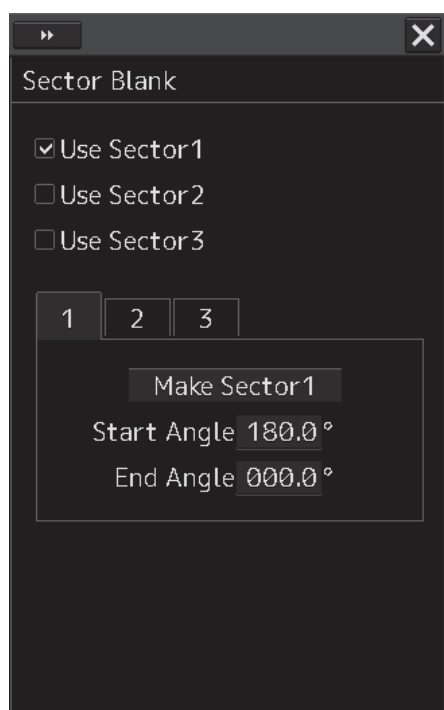 Sector Blank
Use Sector1
Use Sector2
Use Sector3
1 2 3
Make Sector1
Start Angle 180.0°
End Angle 000.0°